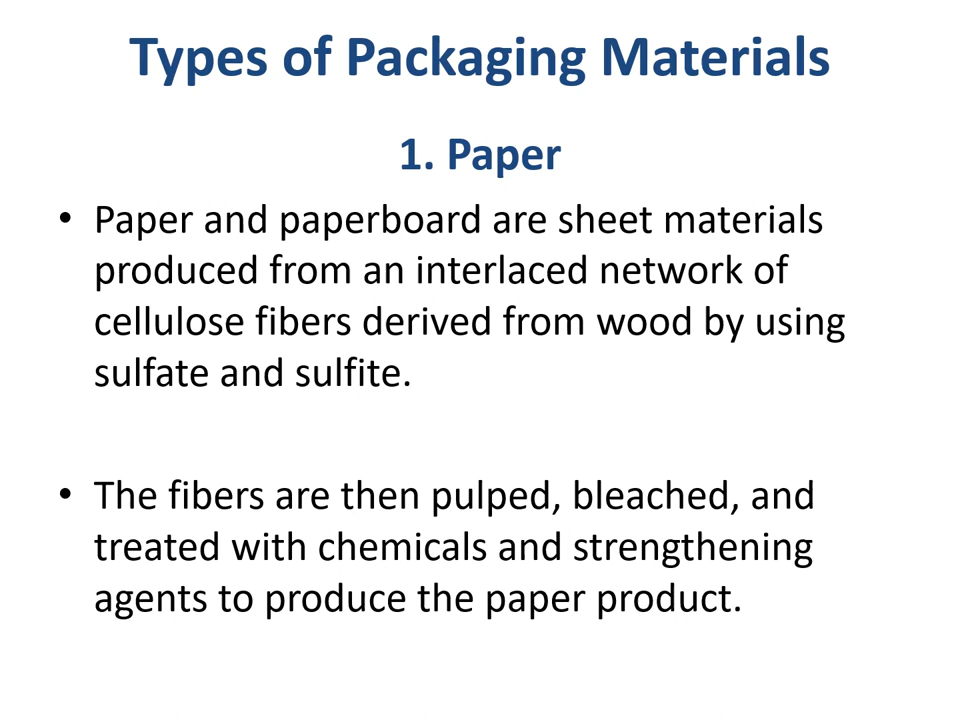 Types of Packaging Materials
1. Paper
• Paper and paperboard are sheet materials
produced from an interlaced network of
cellulose fibers derived from wood by using
sulfate and sulfite.
• The fibers are then pulped, bleached, and
treated with chemicals and strengthening
agents to produce the paper product.